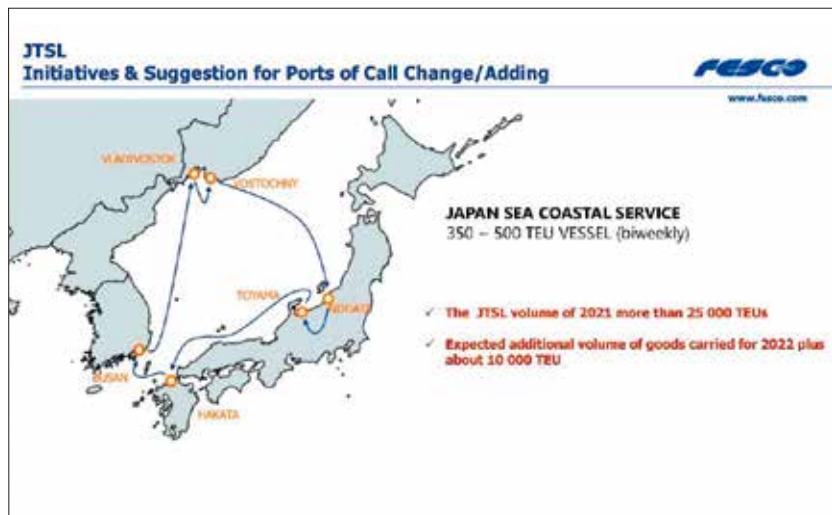 JTSL
Initiatives & Suggestion for Ports of Call Change/Adding
FESCO
www.fesco.com
VLADIVOSTOK
VOSTOCHNY
JAPAN SEA COASTAL SERVICE
350 – 500 TEU VESSEL (biweekly)
TOYAMA
✓ The JTSL volume of 2021 more than 25 000 TEUs
✓ Expected additional volume of goods carried for 2022 plus
about 10 000 TEU
BUSAN
HAKATA